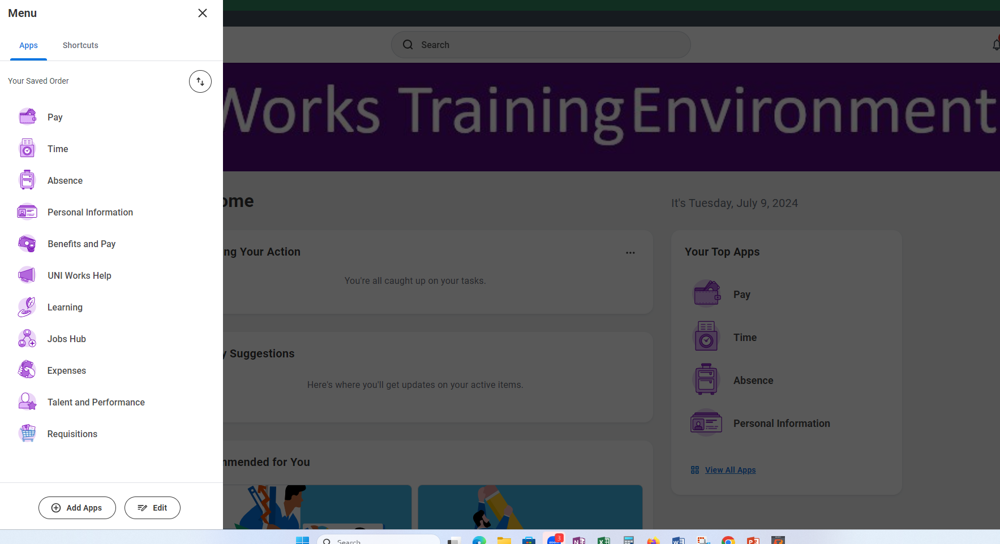 Menu
Apps
Shortcuts
Your Saved Order
Pay
Time
Absence
Personal Information
Benefits and Pay
UNI Works Help
Learning
Jobs Hub
Expenses
Talent and Performance
Requisitions
Add Apps
Edit
Search
Works Training Environment
ome
It's Tuesday, July 9, 2024
ng Your Action
You're all caught up on your tasks.
y Suggestions
Here's where you'll get updates on your active items.
mmended for You
Your Top Apps
Pay
Time
Absence
Personal Information
View All Apps
Search
3